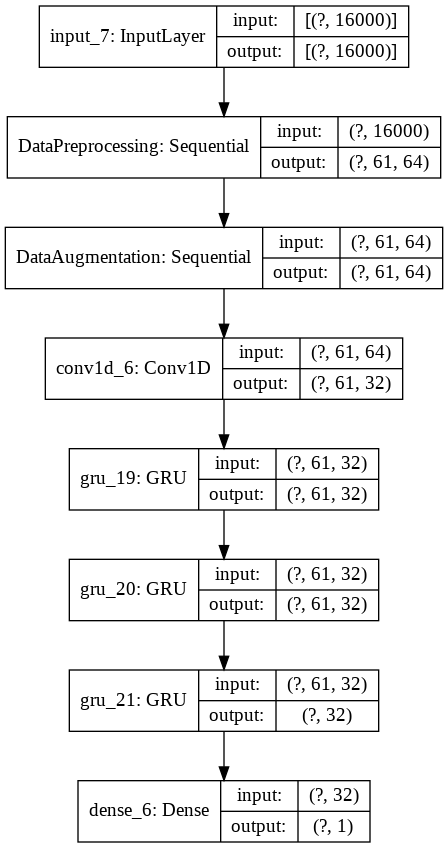 input_7: InputLayer
input: [(?, 16000)]
output: [(?, 16000)]
DataPreprocessing: Sequential
input: (?, 16000)
output: (?, 61, 64)
DataAugmentation: Sequential
input: (?, 61, 64)
output: (?, 61, 64)
conv1d_6: Conv1D
input: (?, 61, 64)
output: (?, 61, 32)
gru_19: GRU
input: (?, 61, 32)
output: (?, 61, 32)
gru_20: GRU
input: (?, 61, 32)
output: (?, 61, 32)
gru_21: GRU
input: (?, 61, 32)
output: (?, 32)
dense_6: Dense
input: (?, 32)
output: (?, 1)